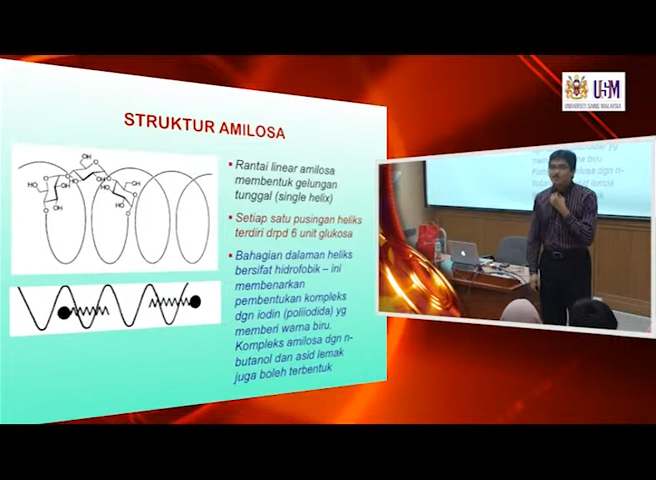 STRUKTUR AMILOSA
Rantai linear amilosa
membentuk gelungan
tunggal (single helix)
Setiap satu pusingan heliks
terdiri drpd 6 unit glukosa
Bahagian dalaman heliks
bersifat hidrofobik – ini
membenarkan
pembentukan kompleks
dgn iodin (poliiodida) yg
memberi warna biru.
Kompleks amilosa dgn n-
butanol dan asid lemak
juga boleh terbentuk
USM
UNIVERSITI SAINS MALAYSIA